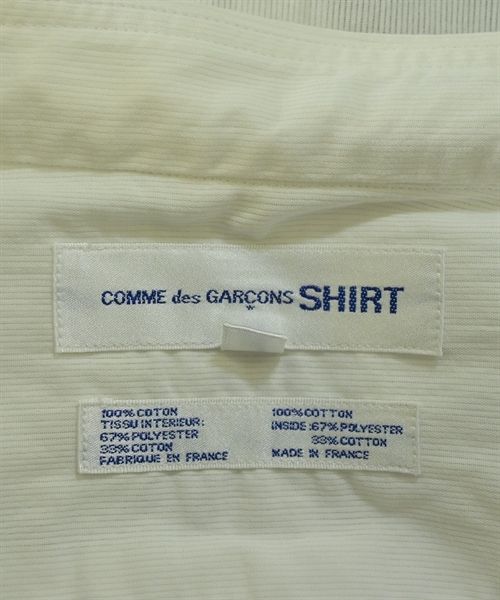 COMME des GARÇONS SHIRT
100% COTON
TISSU INTERIEUR:
67% POLYESTER
33% COTON
FABRIQUE EN FRANCE
100% COTTON
INSIDE: 67% POLYESTER
33% COTTON
MADE IN FRANCE